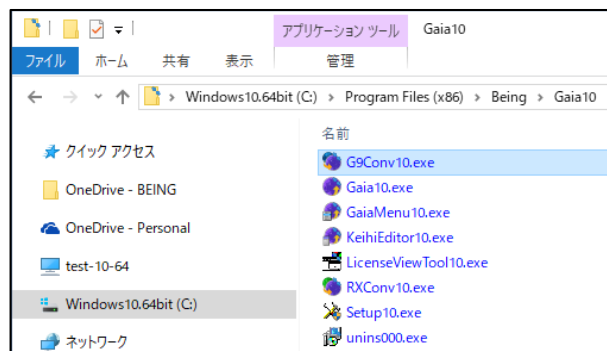 アプリケーション ツール Gaia10
ファイル ホーム 共有 表示 管理
Windows10.64bit (C:) Program Files (x86) Being Gaia10
名前
クイック アクセス
OneDrive - BEING
OneDrive - Personal
test-10-64
Windows10.64bit (C:)
ネットワーク
G9Conv10.exe
Gaia10.exe
GaiaMenu10.exe
KeihiEditor10.exe
LicenseViewTool10.exe
RXConv10.exe
Setup10.exe
unins000.exe